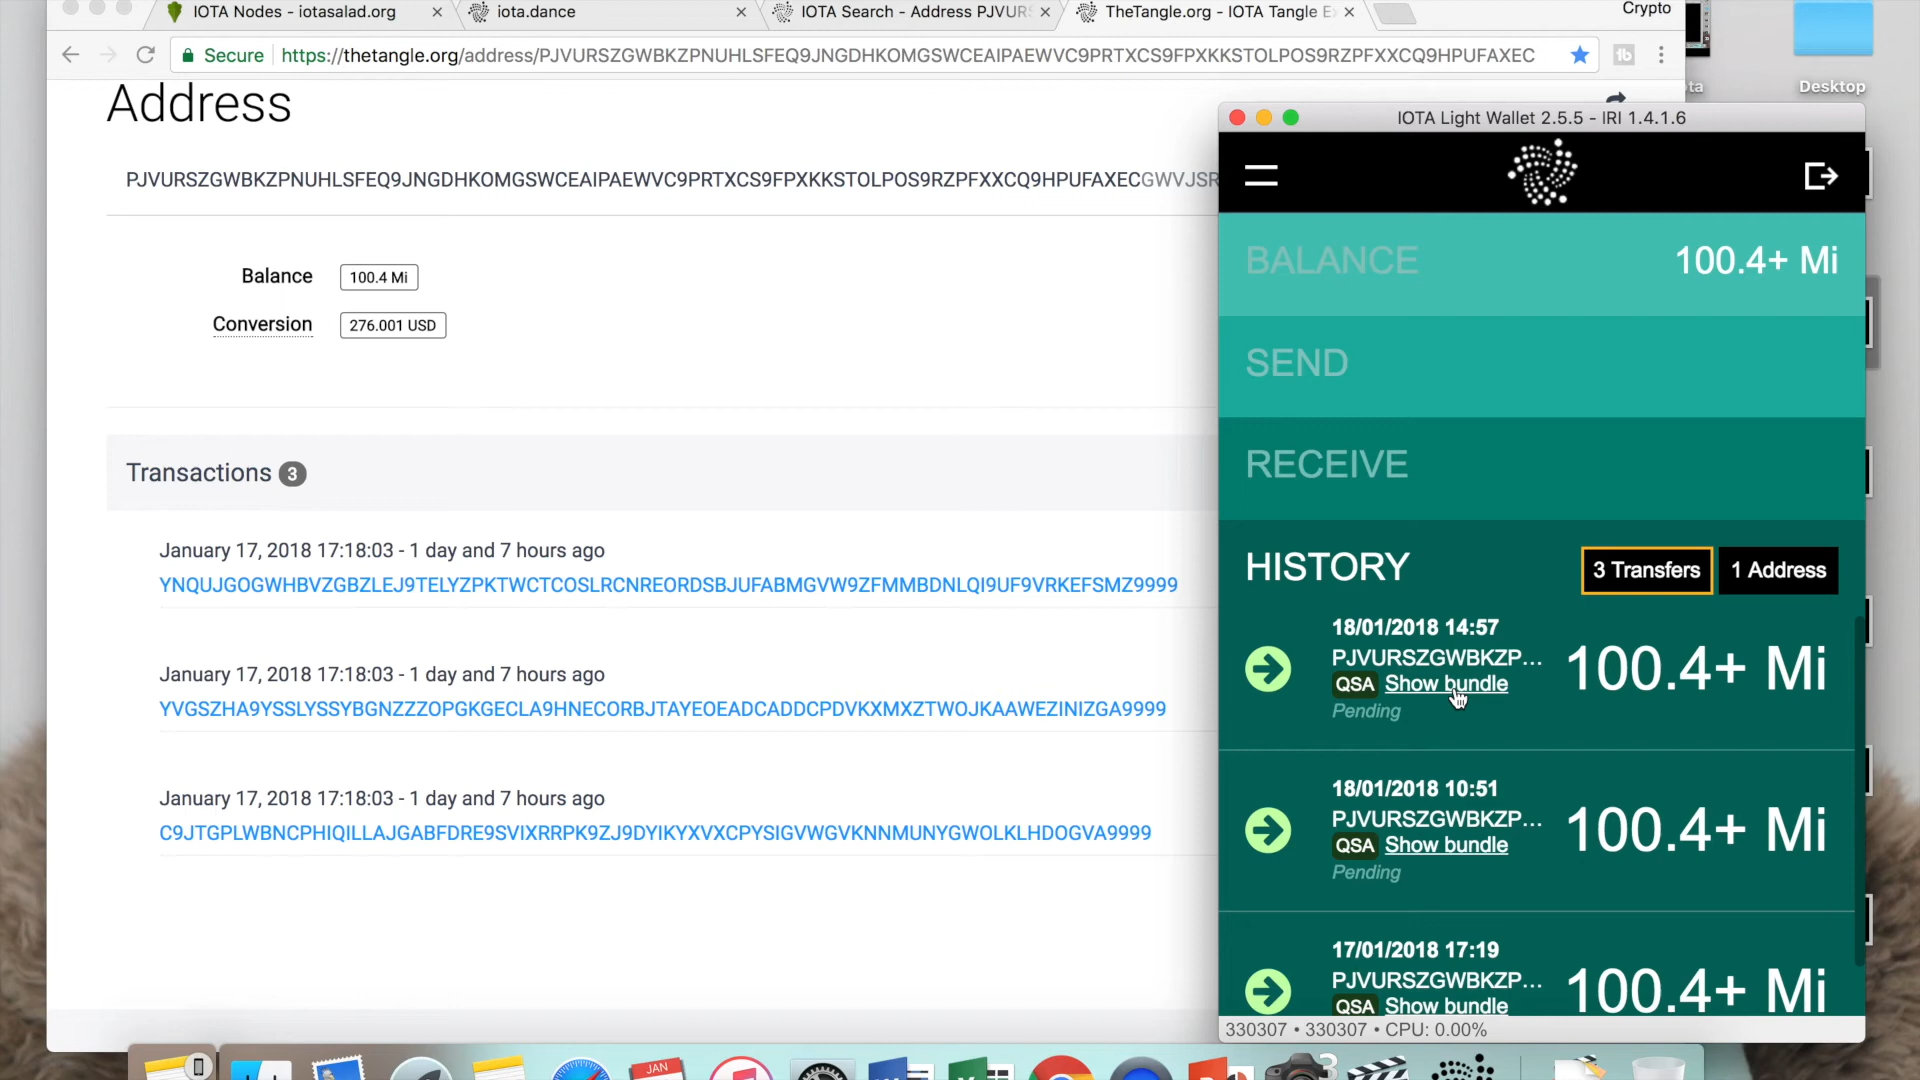 IOTA Nodes - iotasalad.org
iota.dance
IOTA Search - Address PJVURS
TheTangle.org - IOTA Tangle Ex
Crypto
Secure
https://thetangle.org/address/PJVURSZGWBKZPNUHLSFEQ9JNGDHKOMGSWCEAIPAEWVC9PRTXCS9FPXKKSTOLPOS9RZPFXXCQ9HPUFAXEC
Desktop
Address
PJVURSZGWBKZPNUHLSFEQ9JNGDHKOMGSWCEAIPAEWVC9PRTXCS9FPXKKSTOLPOS9RZPFXXCQ9HPUFAXECGWVJSR
Balance
100.4 Mi
Conversion
276.001 USD
Transactions 3
January 17, 2018 17:18:03 - 1 day and 7 hours ago
YNQUJGOGWHBVZGBZLEJ9TELYZPKTWCTCOSLRCNREORDSBJUFABMGVW9ZFMMBDNLQI9UF9VRKEFSMZ9999
January 17, 2018 17:18:03 - 1 day and 7 hours ago
YVGSZHA9YSSLYSSYBGNZZZOPGKGECLA9HNECORBJTAYEOEADCADDCPDVKXMXZTWOJKAAWEZINIZGA9999
January 17, 2018 17:18:03 - 1 day and 7 hours ago
C9JTGPLWBNCPHIQILLAJGABFDRE9SVIXRRPK9ZJ9DYIKYXVXCPYSIGVWGVKNNMUNYGWOLKLHDOGVA9999
IOTA Light Wallet 2.5.5 - IRI 1.4.1.6
BALANCE
100.4+ Mi
SEND
RECEIVE
HISTORY
3 Transfers
1 Address
18/01/2018 14:57
PJVURSZGWBKZP...
QSA Show bundle
Pending
100.4+ Mi
18/01/2018 10:51
PJVURSZGWBKZP...
QSA Show bundle
Pending
100.4+ Mi
17/01/2018 17:19
PJVURSZGWBKZP...
QSA Show bundle
100.4+ Mi
330307 • 330307 • CPU: 0.00%
JAN